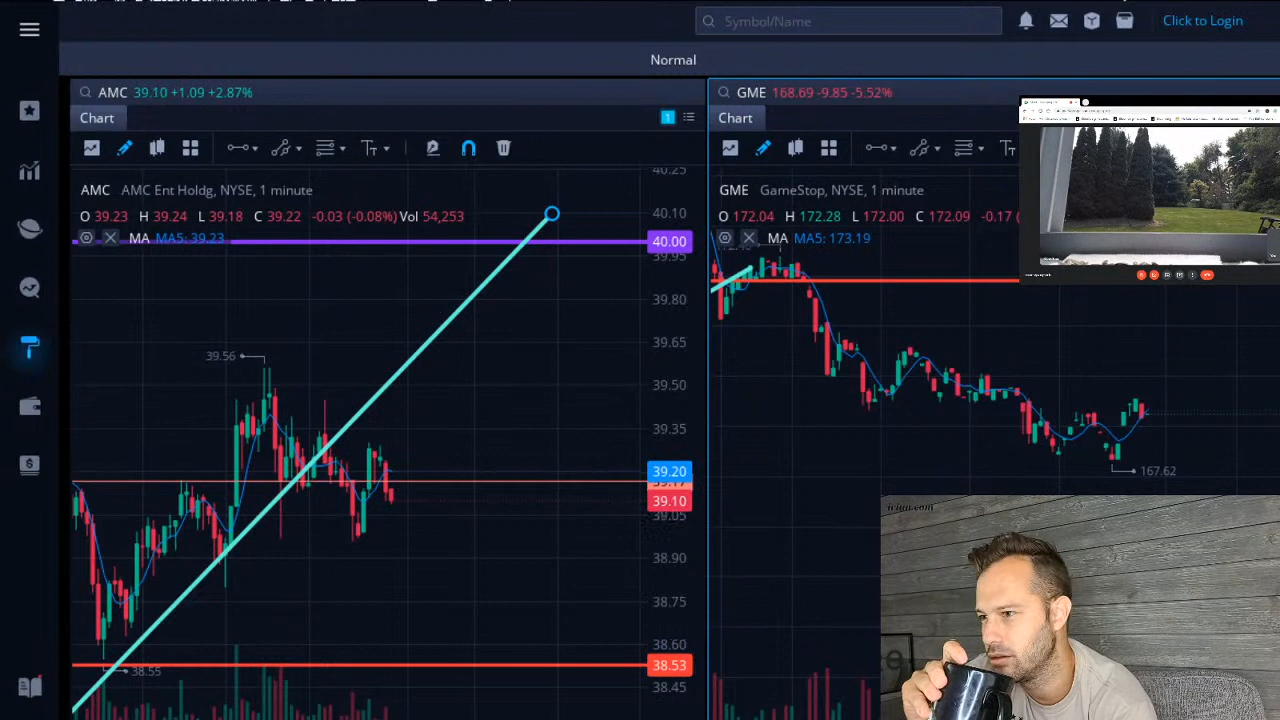 Symbol/Name
Click to Login
Normal
AMC 39.10 +1.09 +2.87%
Chart
1
AMC AMC Ent Holdg, NYSE, 1 minute
O 39.23 H 39.24 L 39.18 C 39.22 -0.03 (-0.08%) Vol 54,253
MA MA5: 39.23
40.25
40.10
40.00
39.95
39.80
39.65
39.56
39.50
39.35
39.20
39.10
39.05
38.90
38.75
38.60
38.55
38.53
38.45
GME 168.69 -9.85 -5.52%
Chart
GME GameStop, NYSE, 1 minute
O 172.04 H 172.28 L 172.00 C 172.09 -0.17 (
MA MA5: 173.19
167.62